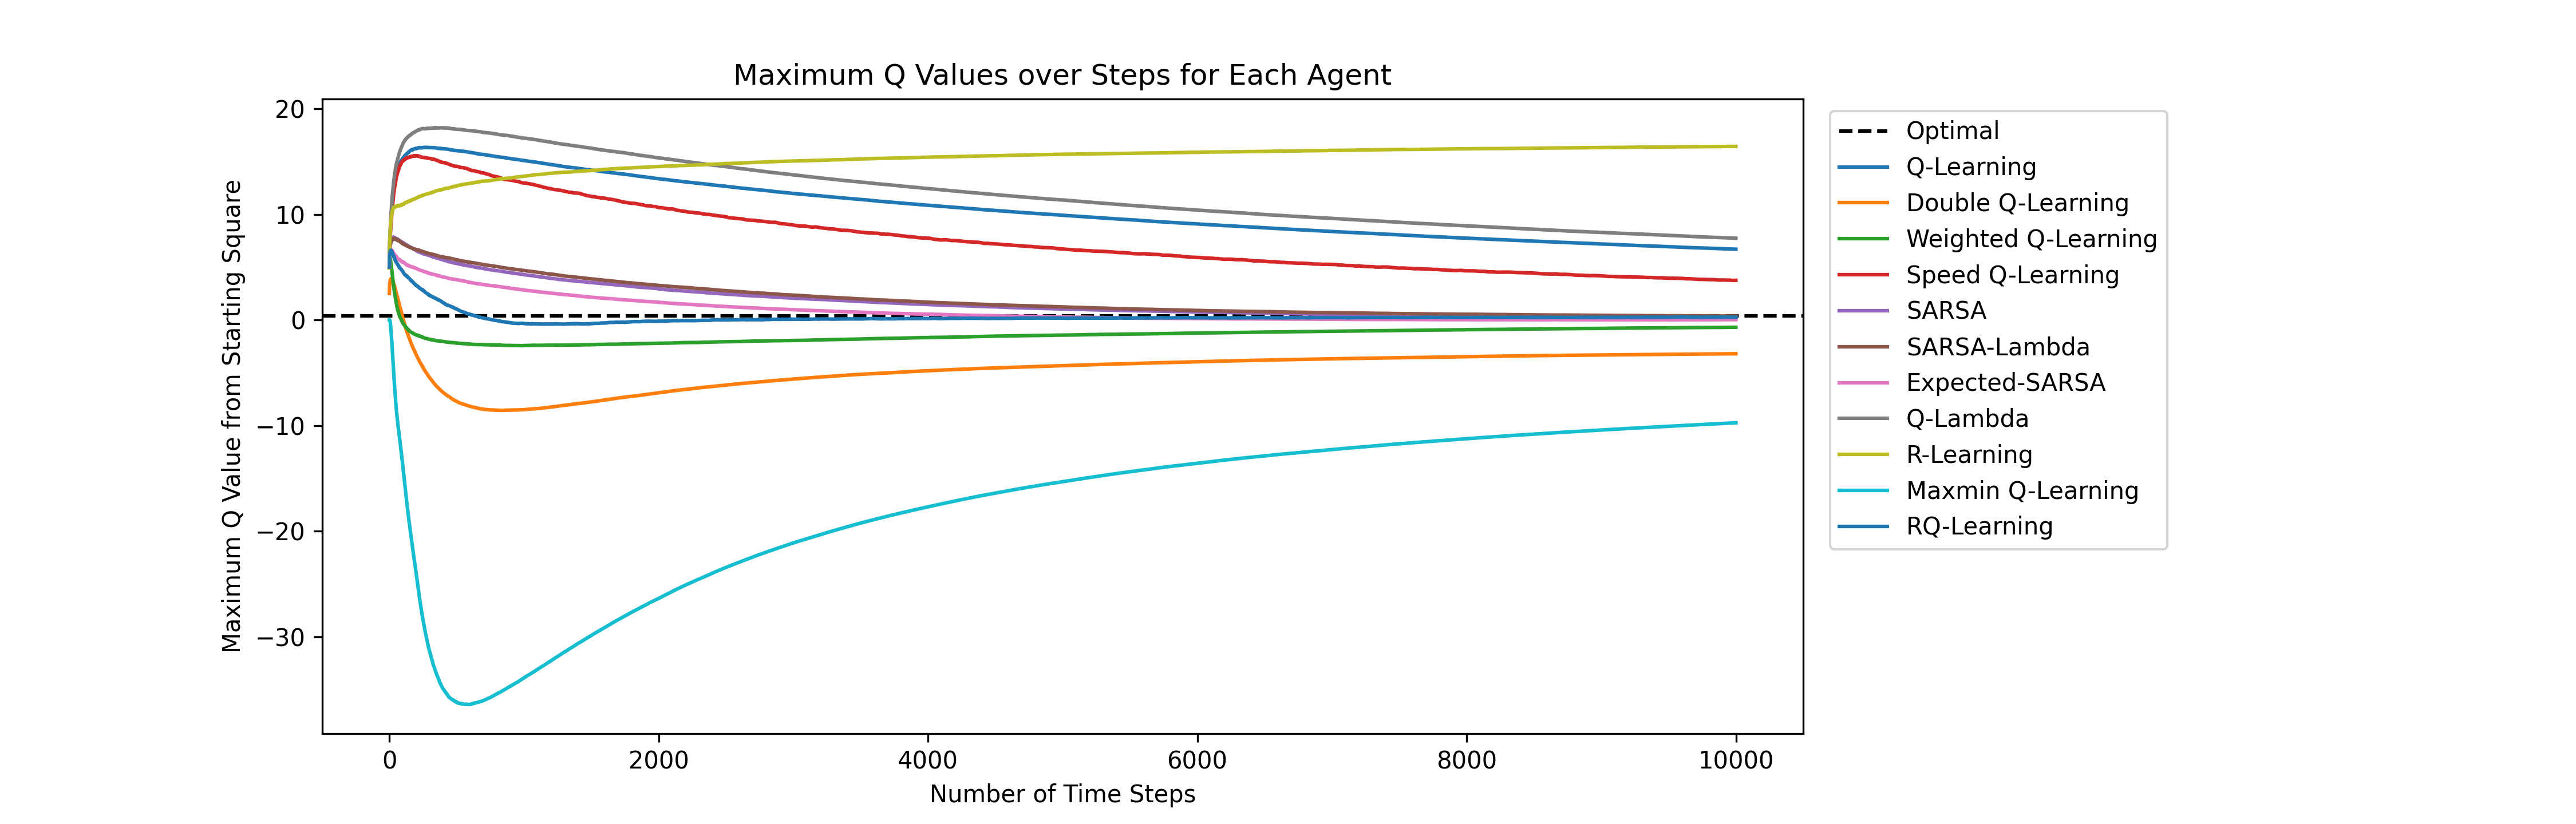 Maximum Q Values over Steps for Each Agent
Maximum Q Value from Starting Square
20
10
0
−10
−20
−30
0
2000
4000
6000
8000
10000
Number of Time Steps
Optimal
Q-Learning
Double Q-Learning
Weighted Q-Learning
Speed Q-Learning
SARSA
SARSA-Lambda
Expected-SARSA
Q-Lambda
R-Learning
Maxmin Q-Learning
RQ-Learning